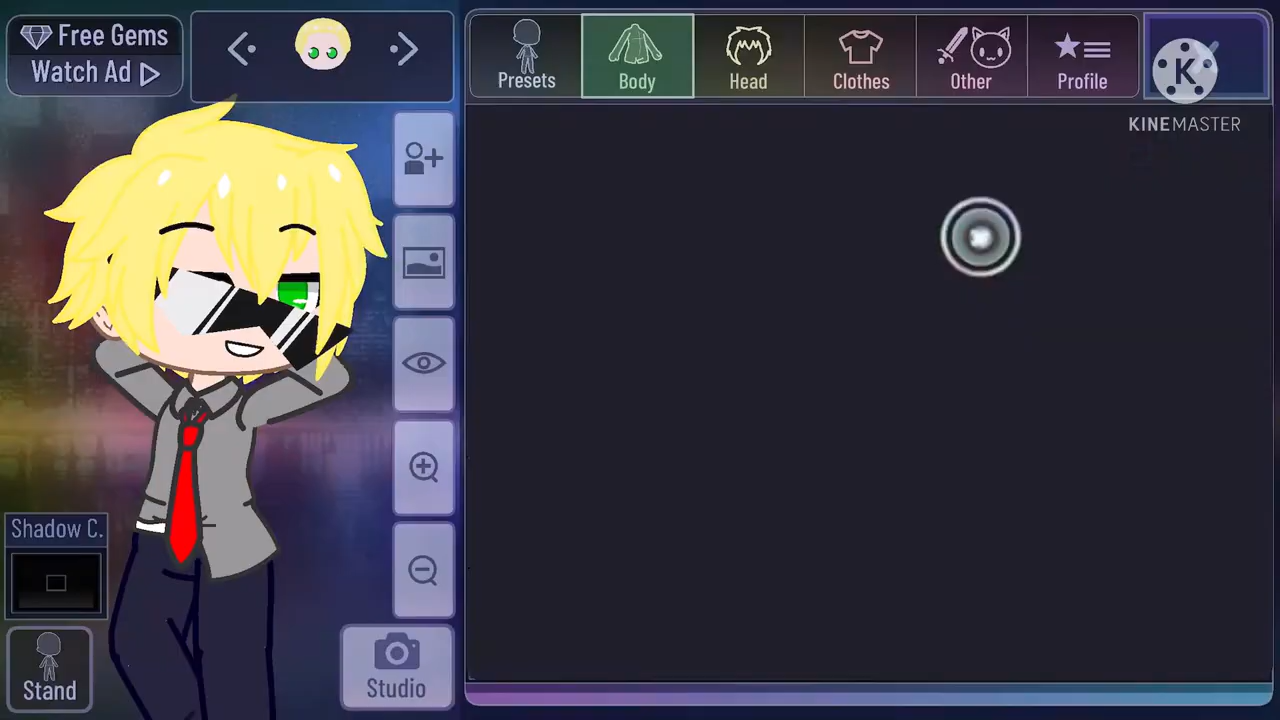 Free Gems
Watch Ad
Presets
Body
Head
Clothes
Other
Profile
K
KINEMASTER
Shadow C.
Stand
Studio